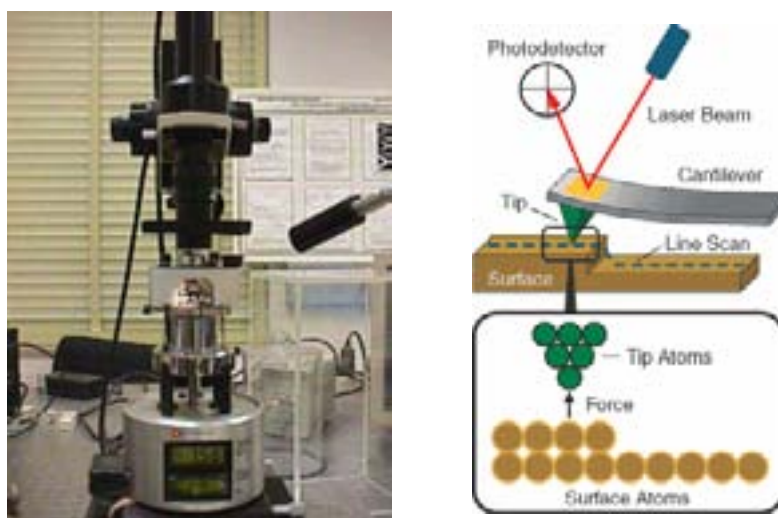 Photodetector
Laser Beam
Cantilever
Tip
Line Scan
Surface
Tip Atoms
Force
Surface Atoms